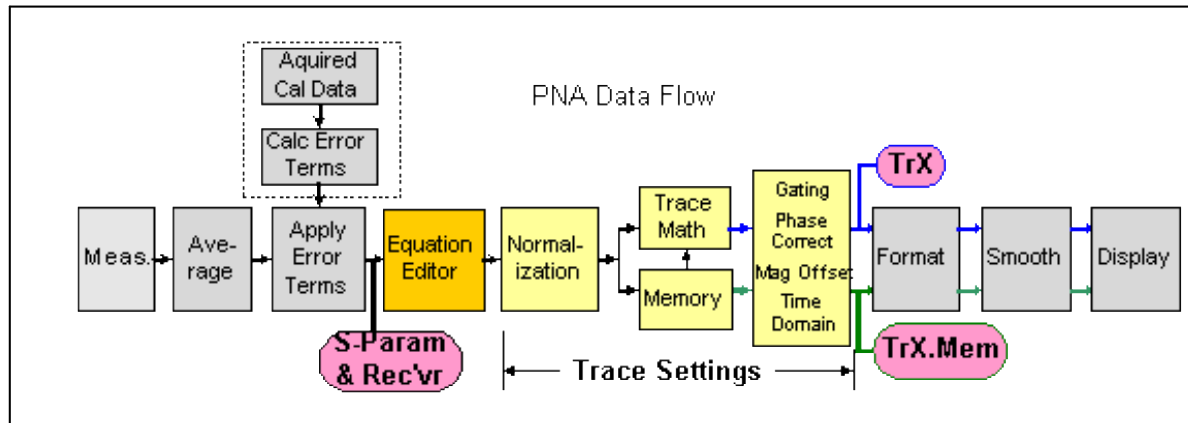 Aquired
Cal Data
PNA Data Flow
Calc Error
Terms
TrX
Meas.
Ave-
rage
Apply
Error
Terms
Equation
Editor
Normal-
ization
Trace
Math
Memory
Gating
Phase
Correct
Mag Offset
Time
Domain
Format
Smooth
Display
S-Param
& Rec'vr
Trace Settings
TrX.Mem